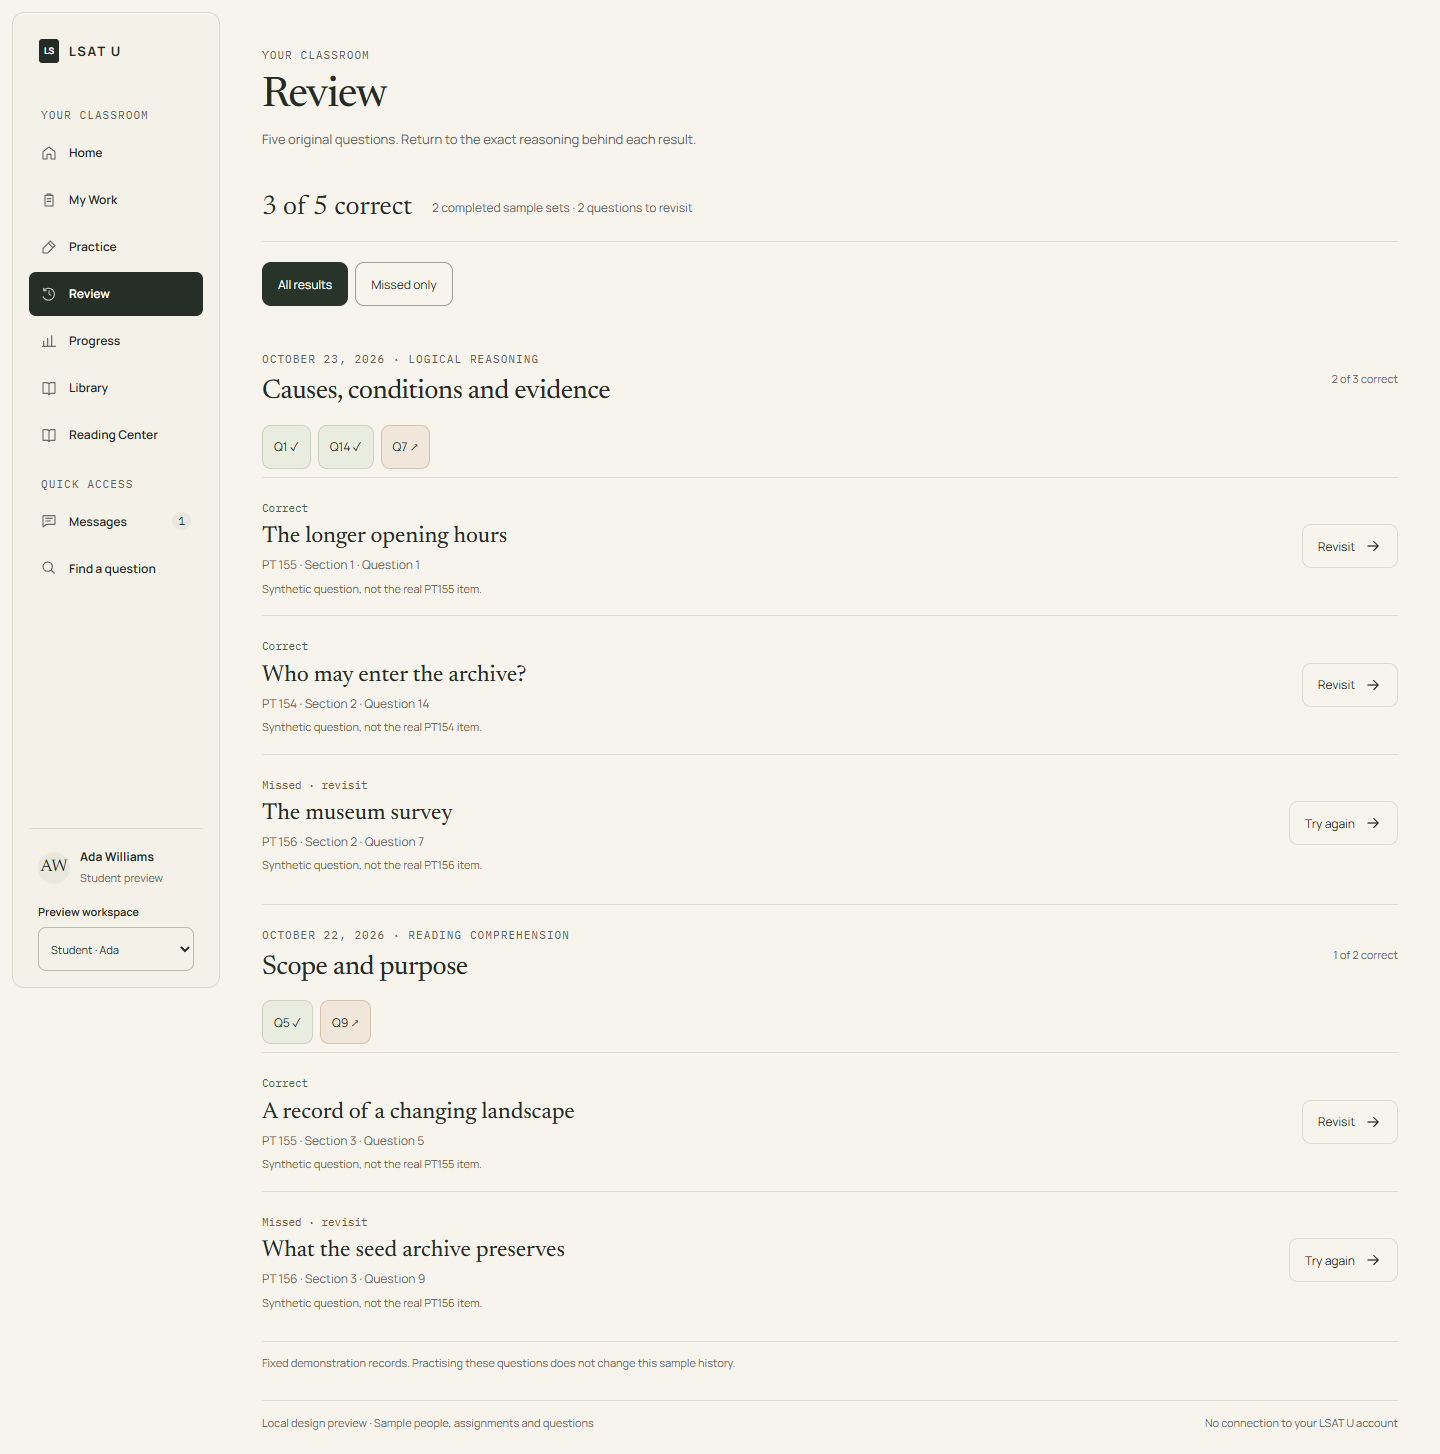 LS LSAT U
YOUR CLASSROOM
Home
My Work
Practice
Review
Progress
Library
Reading Center
QUICK ACCESS
Messages 1
Find a question
AW Ada Williams
Student preview
Preview workspace
Student · Ada
YOUR CLASSROOM
Review
Five original questions. Return to the exact reasoning behind each result.
3 of 5 correct 2 completed sample sets · 2 questions to revisit
All results Missed only
OCTOBER 23, 2026 · LOGICAL REASONING
Causes, conditions and evidence 2 of 3 correct
Q1 ✓ Q14 ✓ Q7 ↗
Correct
The longer opening hours
PT 155 · Section 1 · Question 1
Synthetic question, not the real PT155 item.
Revisit →
Correct
Who may enter the archive?
PT 154 · Section 2 · Question 14
Synthetic question, not the real PT154 item.
Revisit →
Missed · revisit
The museum survey
PT 156 · Section 2 · Question 7
Synthetic question, not the real PT156 item.
Try again →
OCTOBER 22, 2026 · READING COMPREHENSION
Scope and purpose 1 of 2 correct
Q5 ✓ Q9 ↗
Correct
A record of a changing landscape
PT 155 · Section 3 · Question 5
Synthetic question, not the real PT155 item.
Revisit →
Missed · revisit
What the seed archive preserves
PT 156 · Section 3 · Question 9
Synthetic question, not the real PT156 item.
Try again →
Fixed demonstration records. Practising these questions does not change this sample history.
Local design preview · Sample people, assignments and questions No connection to your LSAT U account